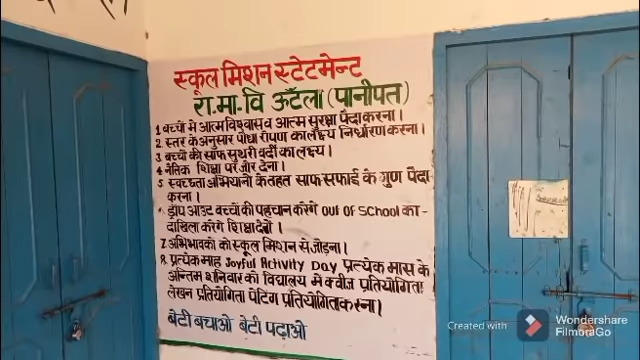 स्कूल मिशन स्टेटमेन्ट
रा.मा.वि ऊँटला (पानीपत)
1 बच्चों मे आत्मविश्वास व आत्म सुरक्षा पैदा करना।
2 स्तर के अनुसार पौधा रोपण का लक्ष्य निर्धारण करना।
3 बच्चों की साफ सुथरी वर्दी का लक्ष्य।
4 नैतिक शिक्षा पर जोर देना।
5 स्वच्छता अभियानों के तहत साफ सफाई के गुण पैदा
करना।
ड्रॉप आउट बच्चों की पहचान करेंगे Out OF School का-
दाखिला करेंगे शिक्षा देंगे।
7. अभिभावकों को स्कूल मिशन से जोड़ना।
8. प्रत्येक माह Joyful Activity Day प्रत्येक मास के
अन्तिम शनिवार को विद्यालय में क्वीज प्रतियोगिता
लेखन प्रतियोगिता पेंटिग प्रतियोगिता करना।
बेटी बचाओ बेटी पढ़ाओ
Created with Wondershare
FilmoraGo